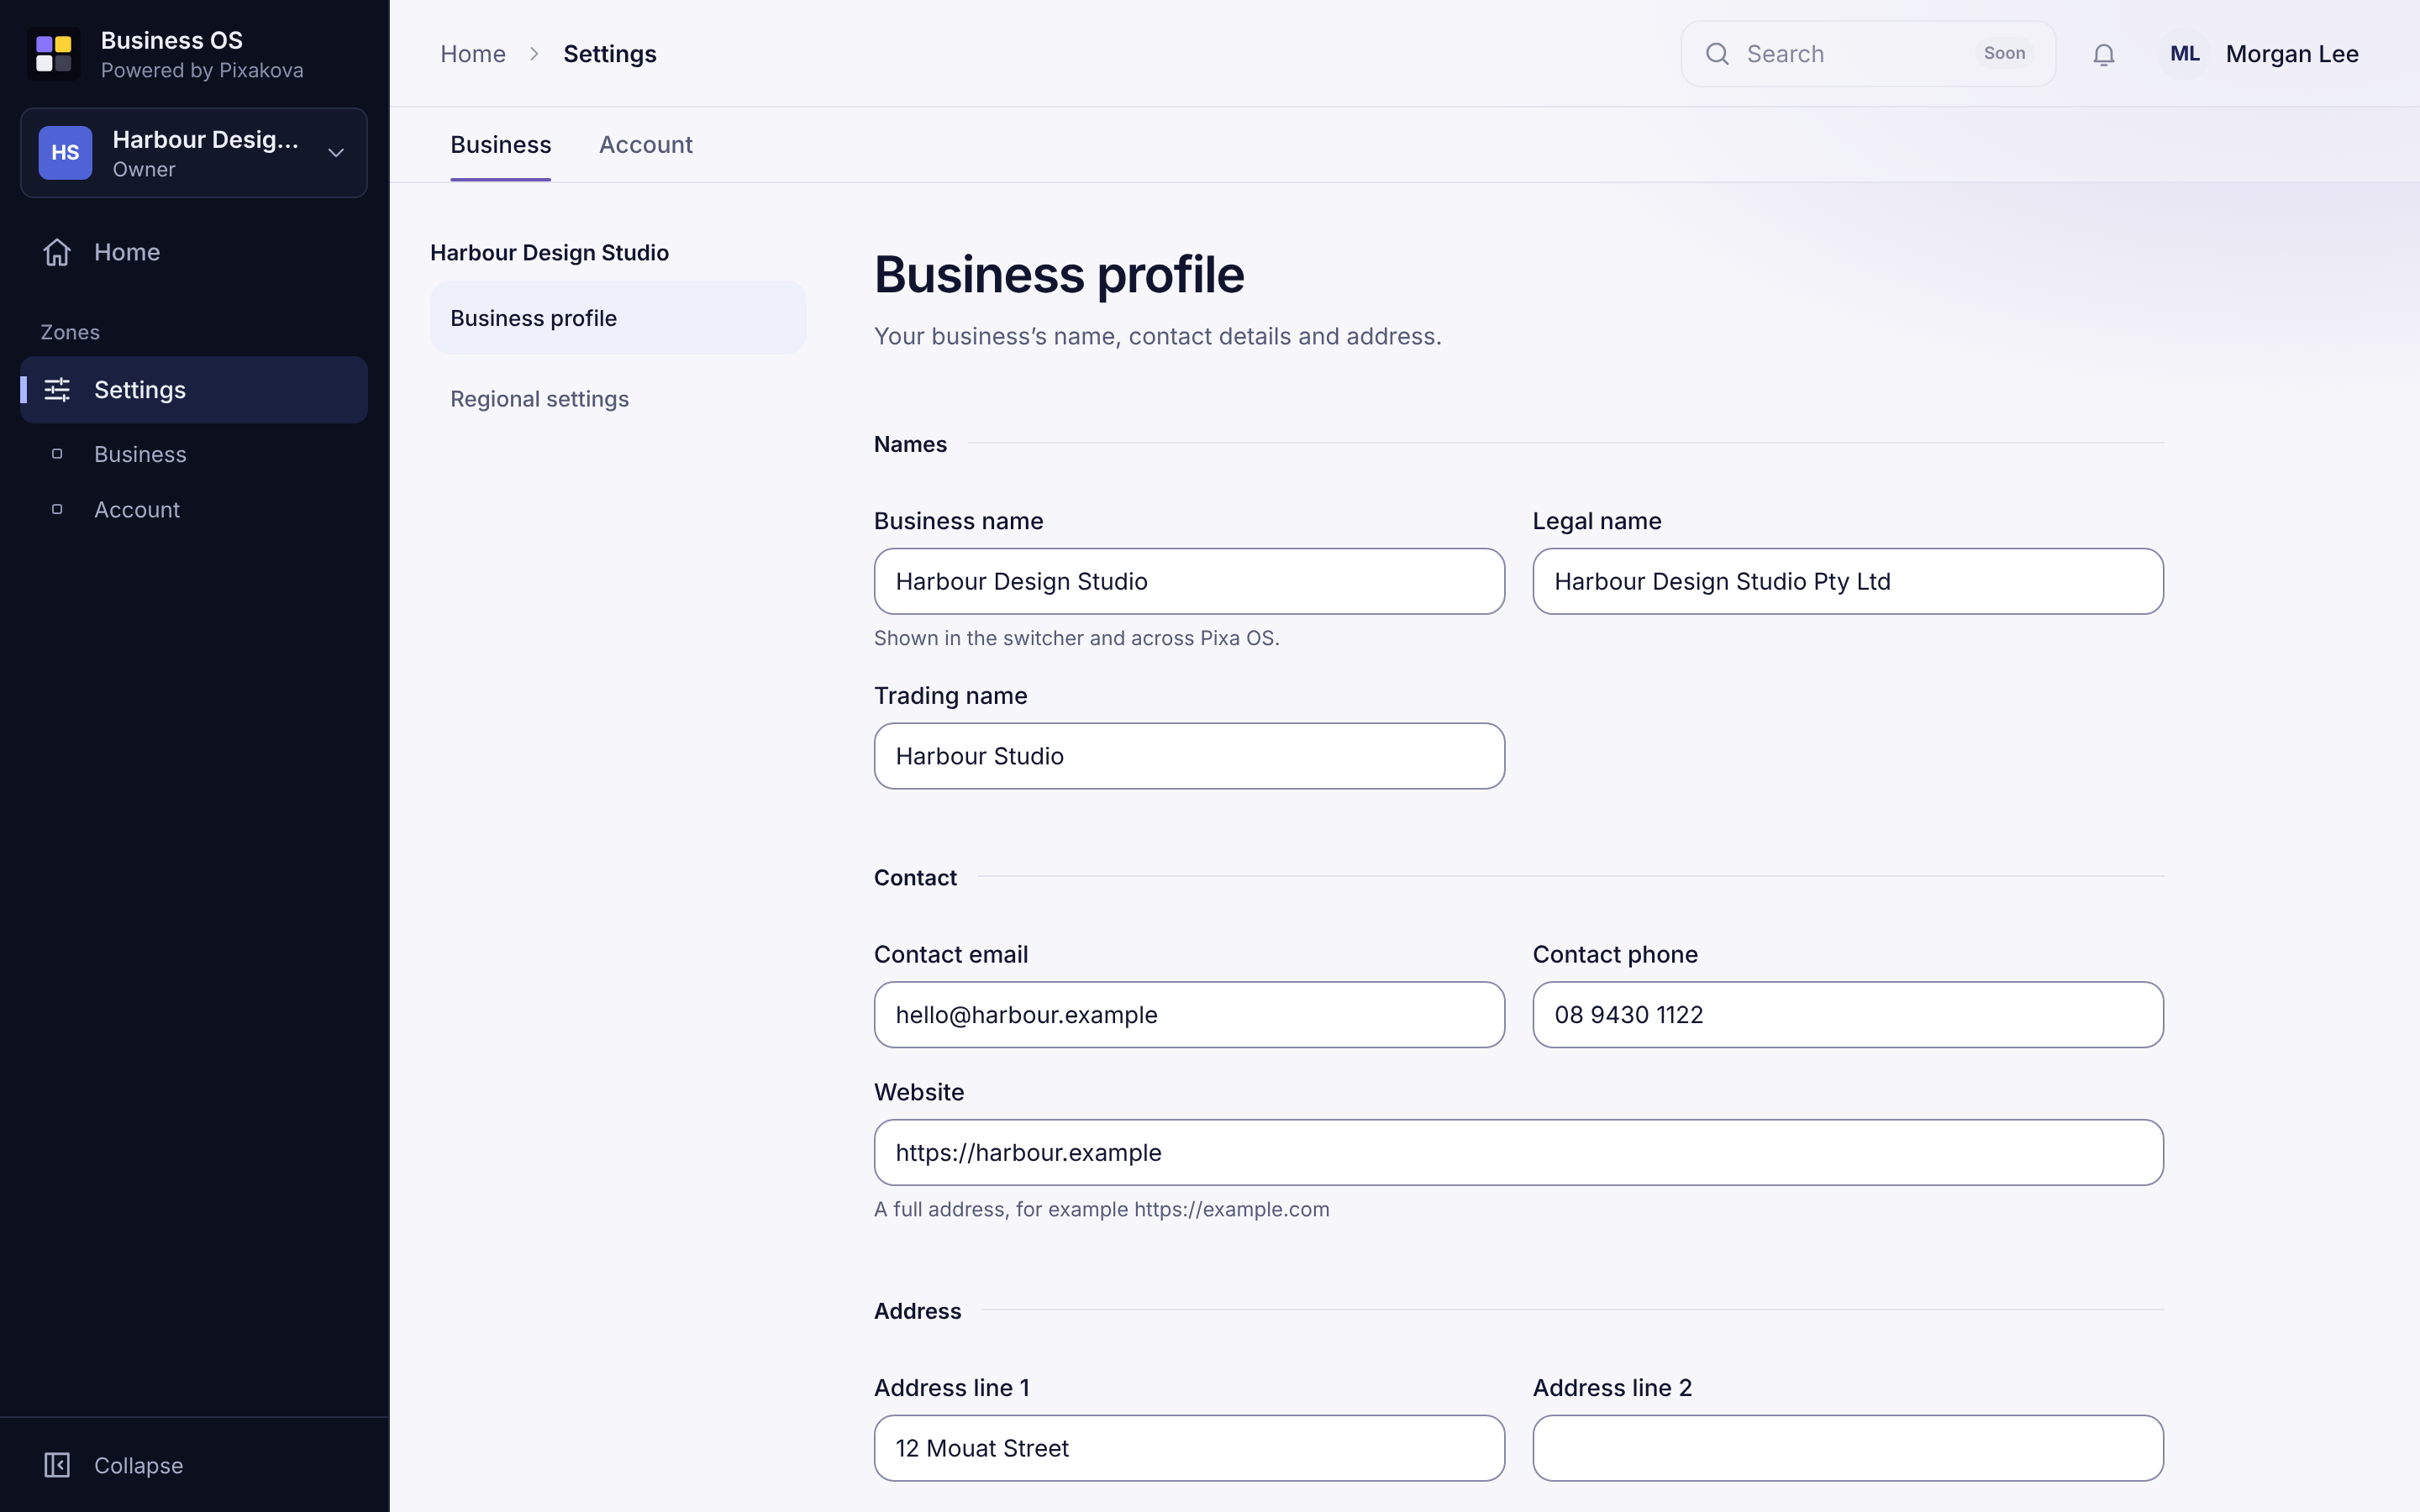 Business OS
Powered by Pixakova
HS
Harbour Desig...
Owner
Home
Zones
Settings
Business
Account
Collapse
Home
Settings
Search
Soon
ML
Morgan Lee
Business
Account
Harbour Design Studio
Business profile
Regional settings
Business profile
Your business’s name, contact details and address.
Names
Business name
Legal name
Harbour Design Studio
Harbour Design Studio Pty Ltd
Shown in the switcher and across Pixa OS.
Trading name
Harbour Studio
Contact
Contact email
Contact phone
hello@harbour.example
08 9430 1122
Website
https://harbour.example
A full address, for example https://example.com
Address
Address line 1
Address line 2
12 Mouat Street